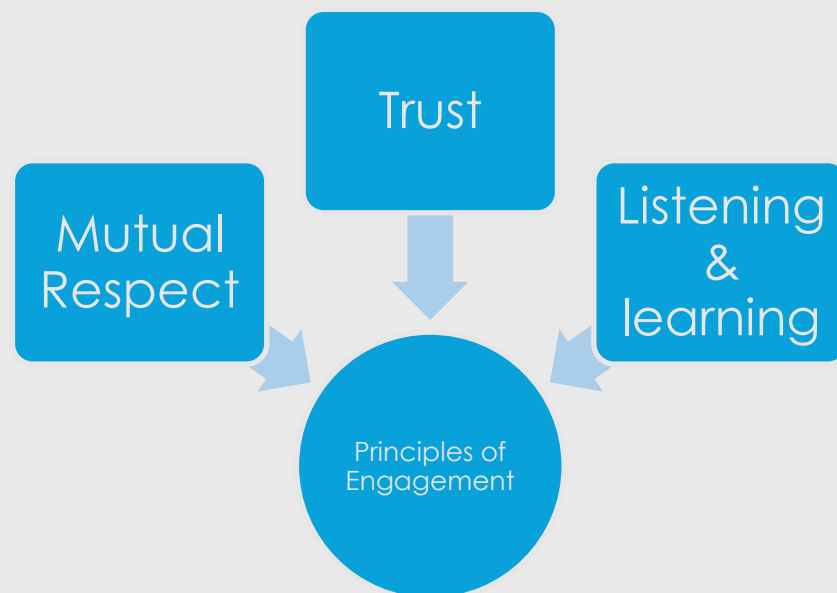 Trust
Mutual
Respect
Listening
&
learning
Principles of
Engagement